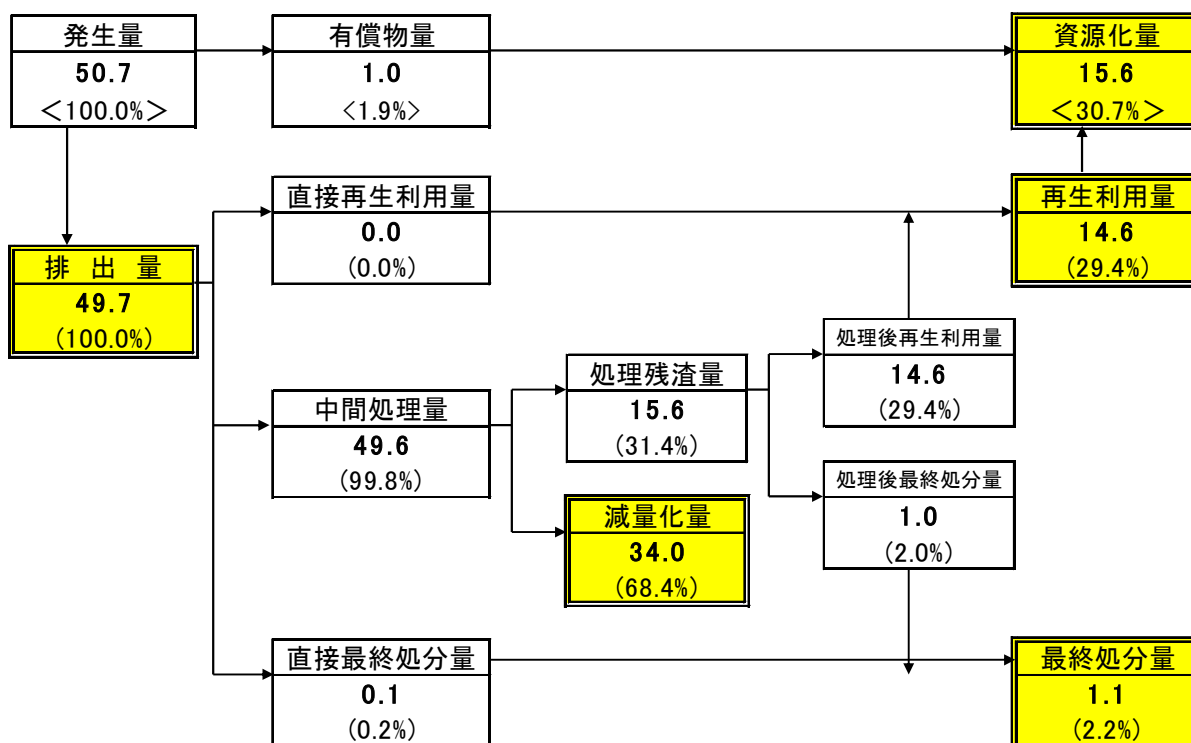 発生量
50.7
＜100.0%＞
有償物量
1.0
<1.9%>
資源化量
15.6
＜30.7%＞
直接再生利用量
0.0
(0.0%)
再生利用量
14.6
(29.4%)
排 出 量
49.7
(100.0%)
中間処理量
49.6
(99.8%)
処理残渣量
15.6
(31.4%)
処理後再生利用量
14.6
(29.4%)
処理後最終処分量
1.0
(2.0%)
減量化量
34.0
(68.4%)
直接最終処分量
0.1
(0.2%)
最終処分量
1.1
(2.2%)